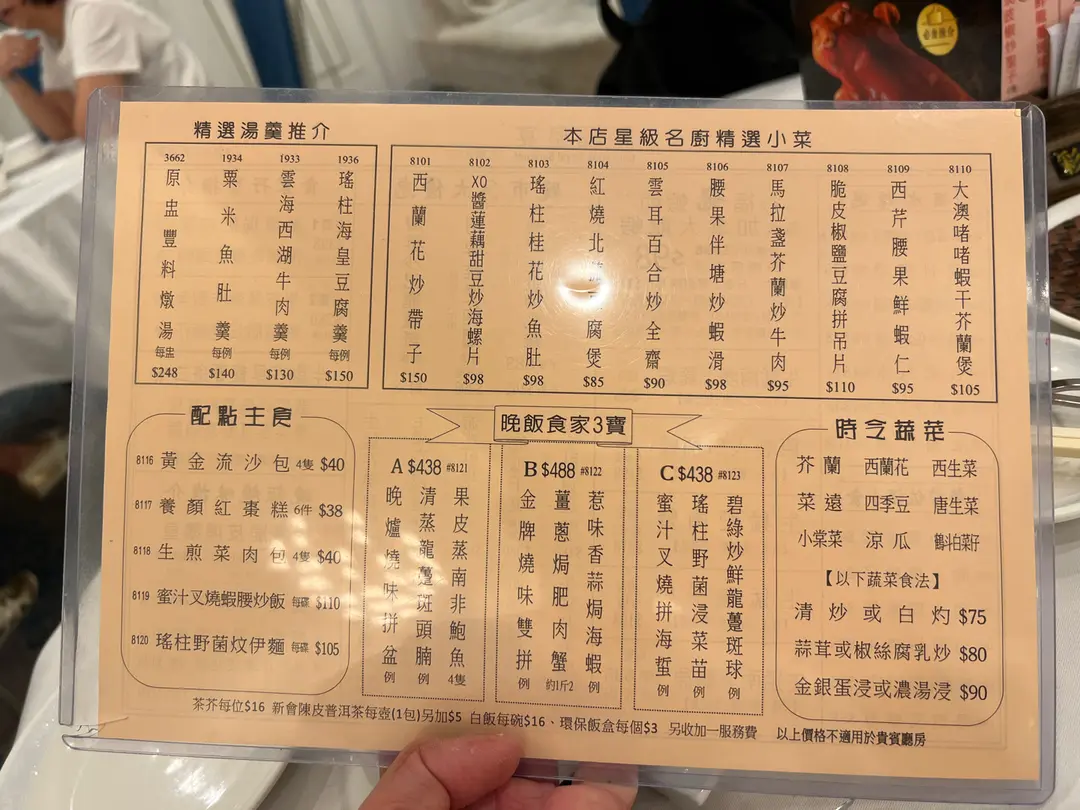 必食推介
精選湯羹推介
3662
原盅豐料燉湯
每盅
$248
1934
粟米魚肚羹
每例
$140
1933
雲海西湖牛肉羹
每例
$130
1936
瑤柱海皇豆腐羹
每例
$150
本店星級名廚精選小菜
8101
西蘭花炒帶子
$150
8102
XO醬蓮藕甜豆炒海螺片
$98
8103
瑤柱桂花炒魚肚
$98
8104
紅燒北菇豆腐煲
$85
8105
雲耳百合炒全齋
$90
8106
腰果伴塘炒蝦滑
$98
8107
馬拉盞芥蘭炒牛肉
$95
8108
脆皮椒鹽豆腐拼吊片
$110
8109
西芹腰果鮮蝦仁
$95
8110
大澳啫啫蝦干芥蘭煲
$105
配點主食
8116 黃金流沙包 4隻 $40
8117 養顏紅棗糕 6件 $38
8118 生煎菜肉包 4隻 $40
8119 蜜汁叉燒蝦腰炒飯 每碟 $110
8120 瑤柱野菌炆伊麵 每碟 $105
晚飯食家3寶
A $438 #8121
晚爐燒味拼盆 例
清蒸龍躉斑頭腩 例
果皮蒸南非鮑魚 4隻
B $488 #8122
金牌燒味雙拼 例
薑蔥焗肥肉蟹 約1斤2
惹味香蒜焗海蝦 例
C $438 #8123
蜜汁叉燒拼海蜇 例
瑤柱野菌浸菜苗 例
碧綠炒鮮龍躉斑球 例
時令蔬菜
芥蘭 西蘭花 西生菜
菜遠 四季豆 唐生菜
小棠菜 涼瓜 鶴斗白菜仔
【以下蔬菜食法】
清炒或白灼 $75
蒜茸或椒絲腐乳炒 $80
金銀蛋浸或濃湯浸 $90
茶芥每位$16 新會陳皮普洱茶每壺(1包)另加$5 白飯每碗$16、環保飯盒每個$3 另收加一服務費 以上價格不適用於貴賓廳房